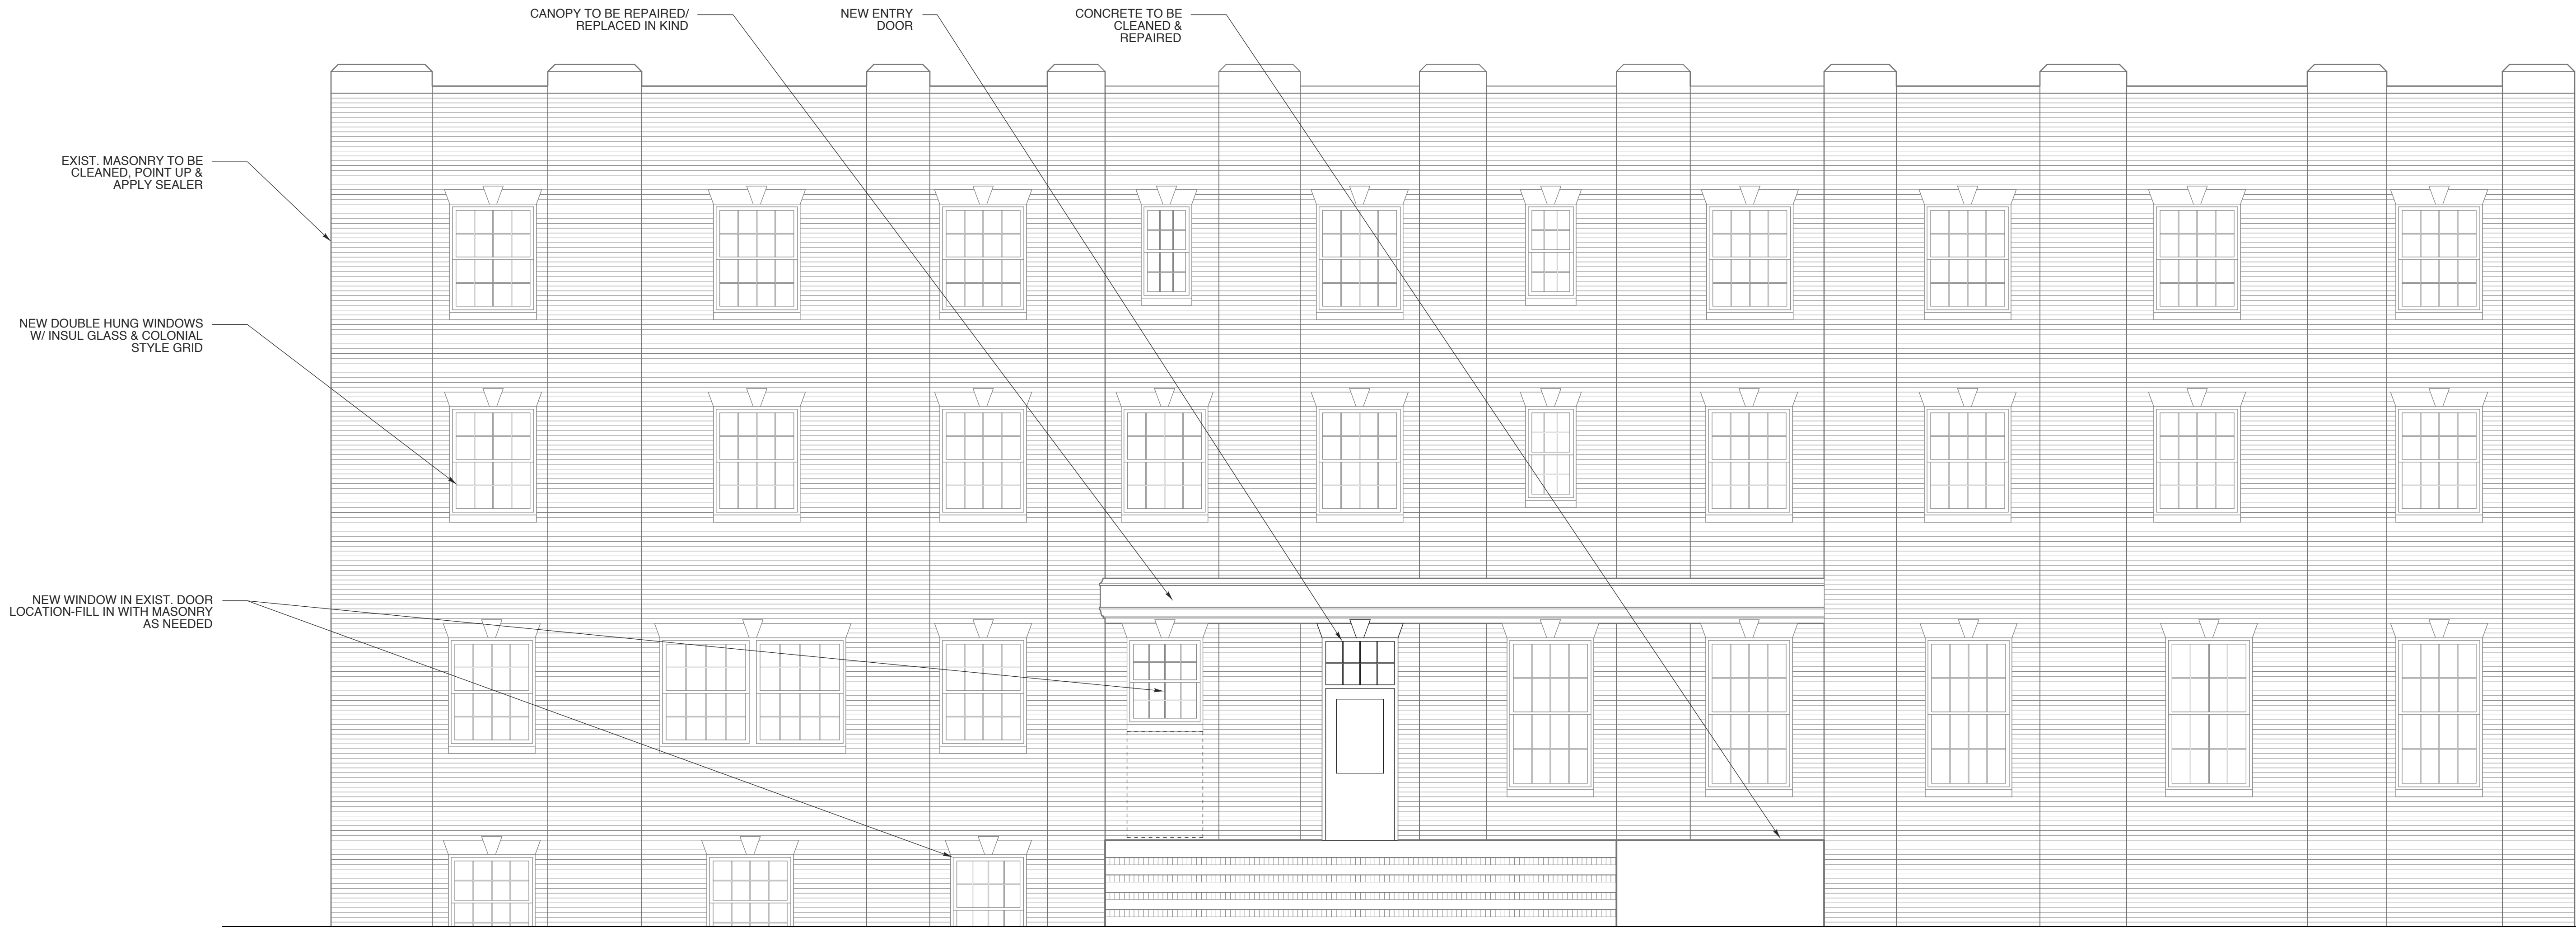 CANOPY TO BE REPAIRED/
REPLACED IN KIND
NEW ENTRY
DOOR
CONCRETE TO BE
CLEANED &
REPAIRED
EXIST. MASONRY TO BE
CLEANED, POINT UP &
APPLY SEALER
NEW DOUBLE HUNG WINDOWS
W/ INSUL GLASS & COLONIAL
STYLE GRID
NEW WINDOW IN EXIST. DOOR
LOCATION-FILL IN WITH MASONRY
AS NEEDED